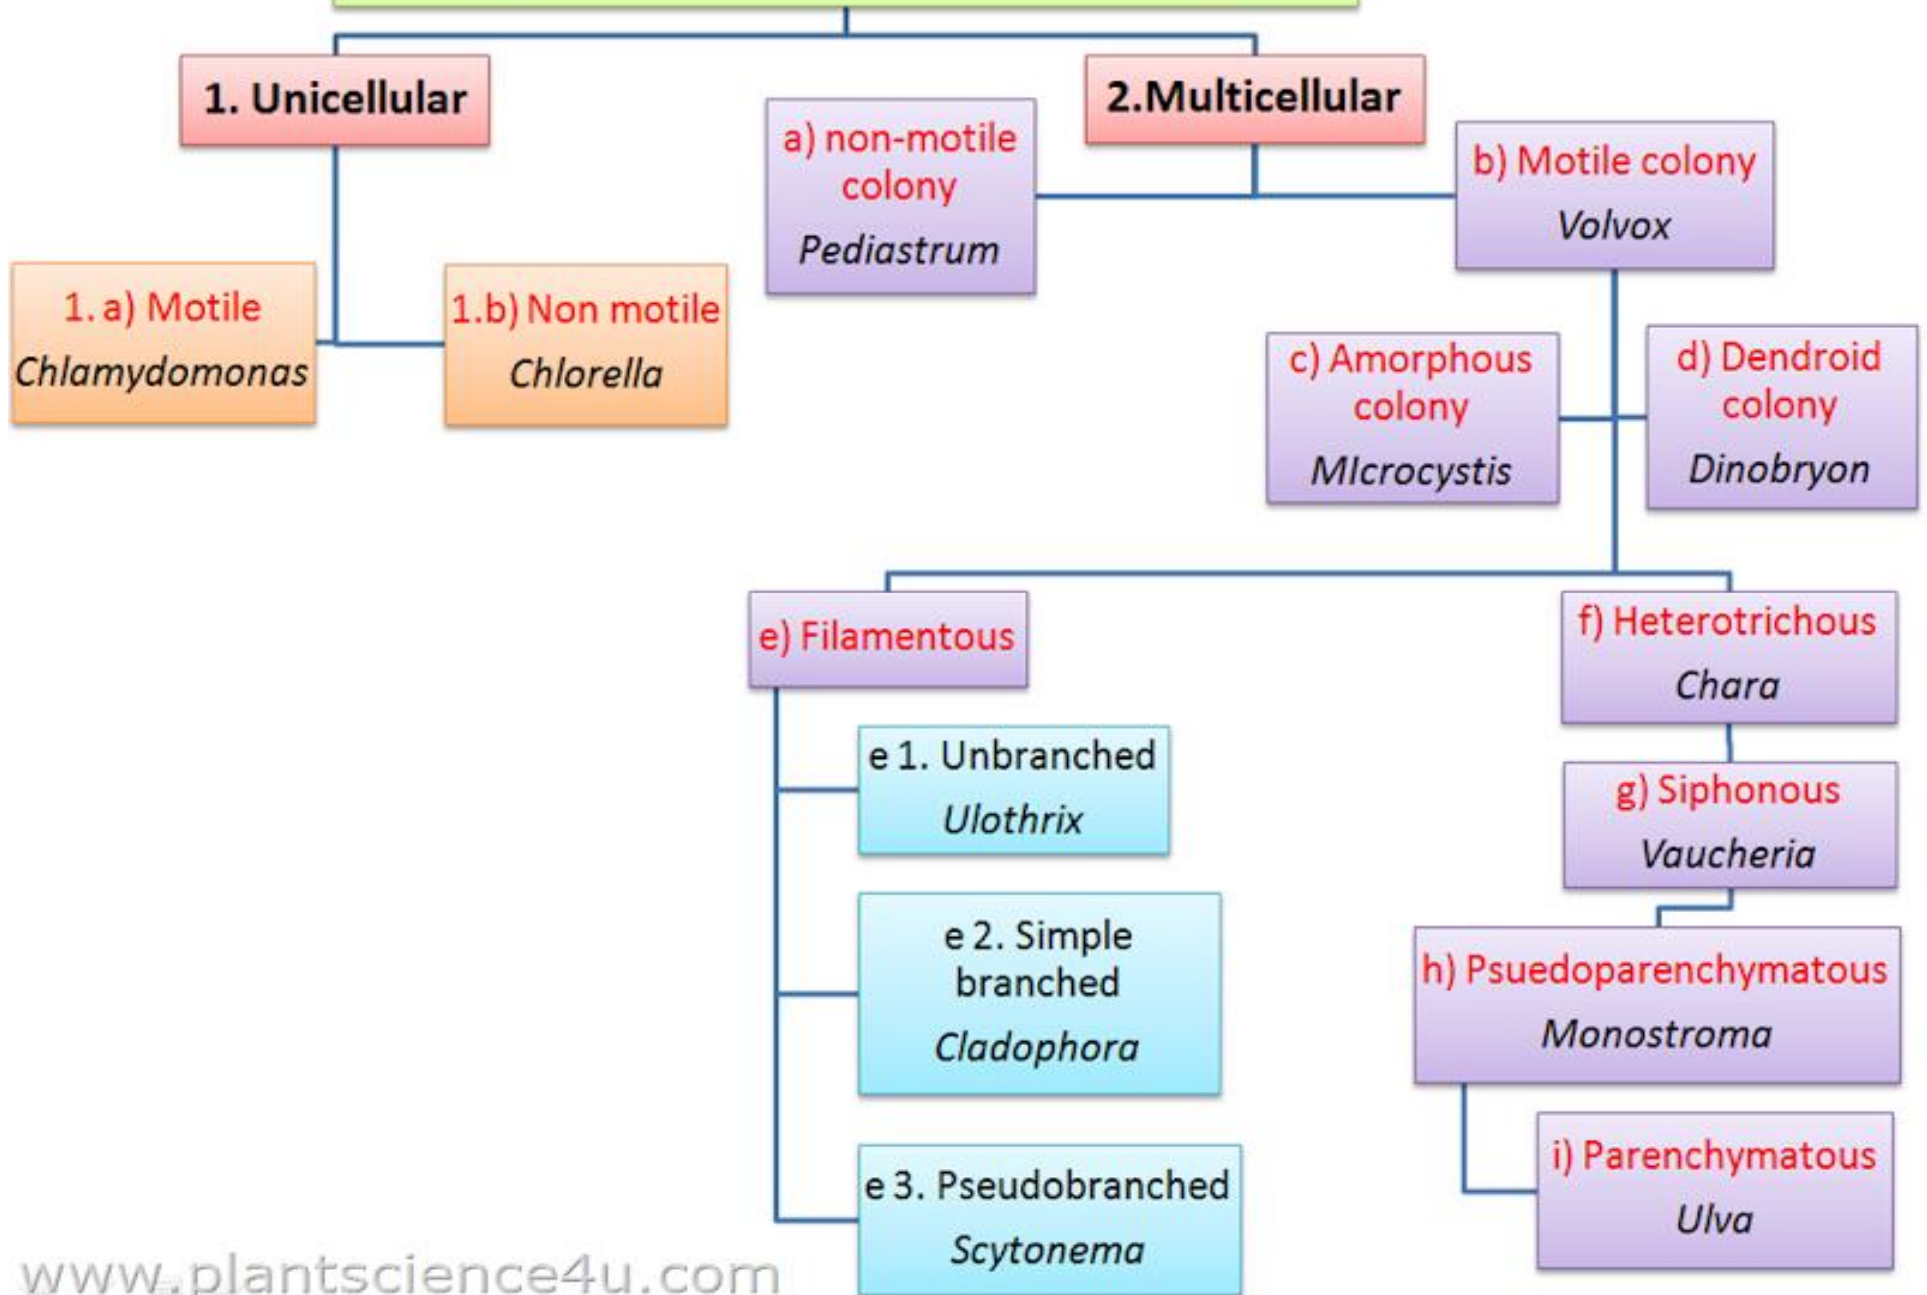 1. Unicellular
2.Multicellular
a) non-motile
colony
Pediastrum
b) Motile colony
Volvox
1. a) Motile
Chlamydomonas
1.b) Non motile
Chlorella
c) Amorphous
colony
MIcrocystis
d) Dendroid
colony
Dinobryon
e) Filamentous
f) Heterotrichous
Chara
e 1. Unbranched
Ulothrix
g) Siphonous
Vaucheria
e 2. Simple
branched
Cladophora
h) Psuedoparenchymatous
Monostroma
e 3. Pseudobranched
Scytonema
i) Parenchymatous
Ulva
www.plantscience4u.com